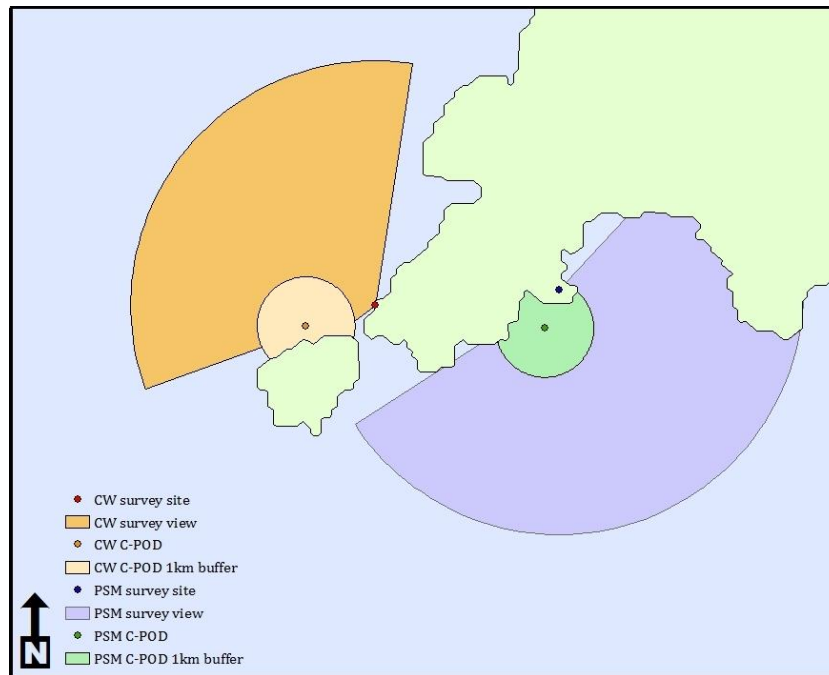 CW survey site
CW survey view
CW C-POD
CW C-POD 1km buffer
PSM survey site
PSM survey view
PSM C-POD
PSM C-POD 1km buffer
N